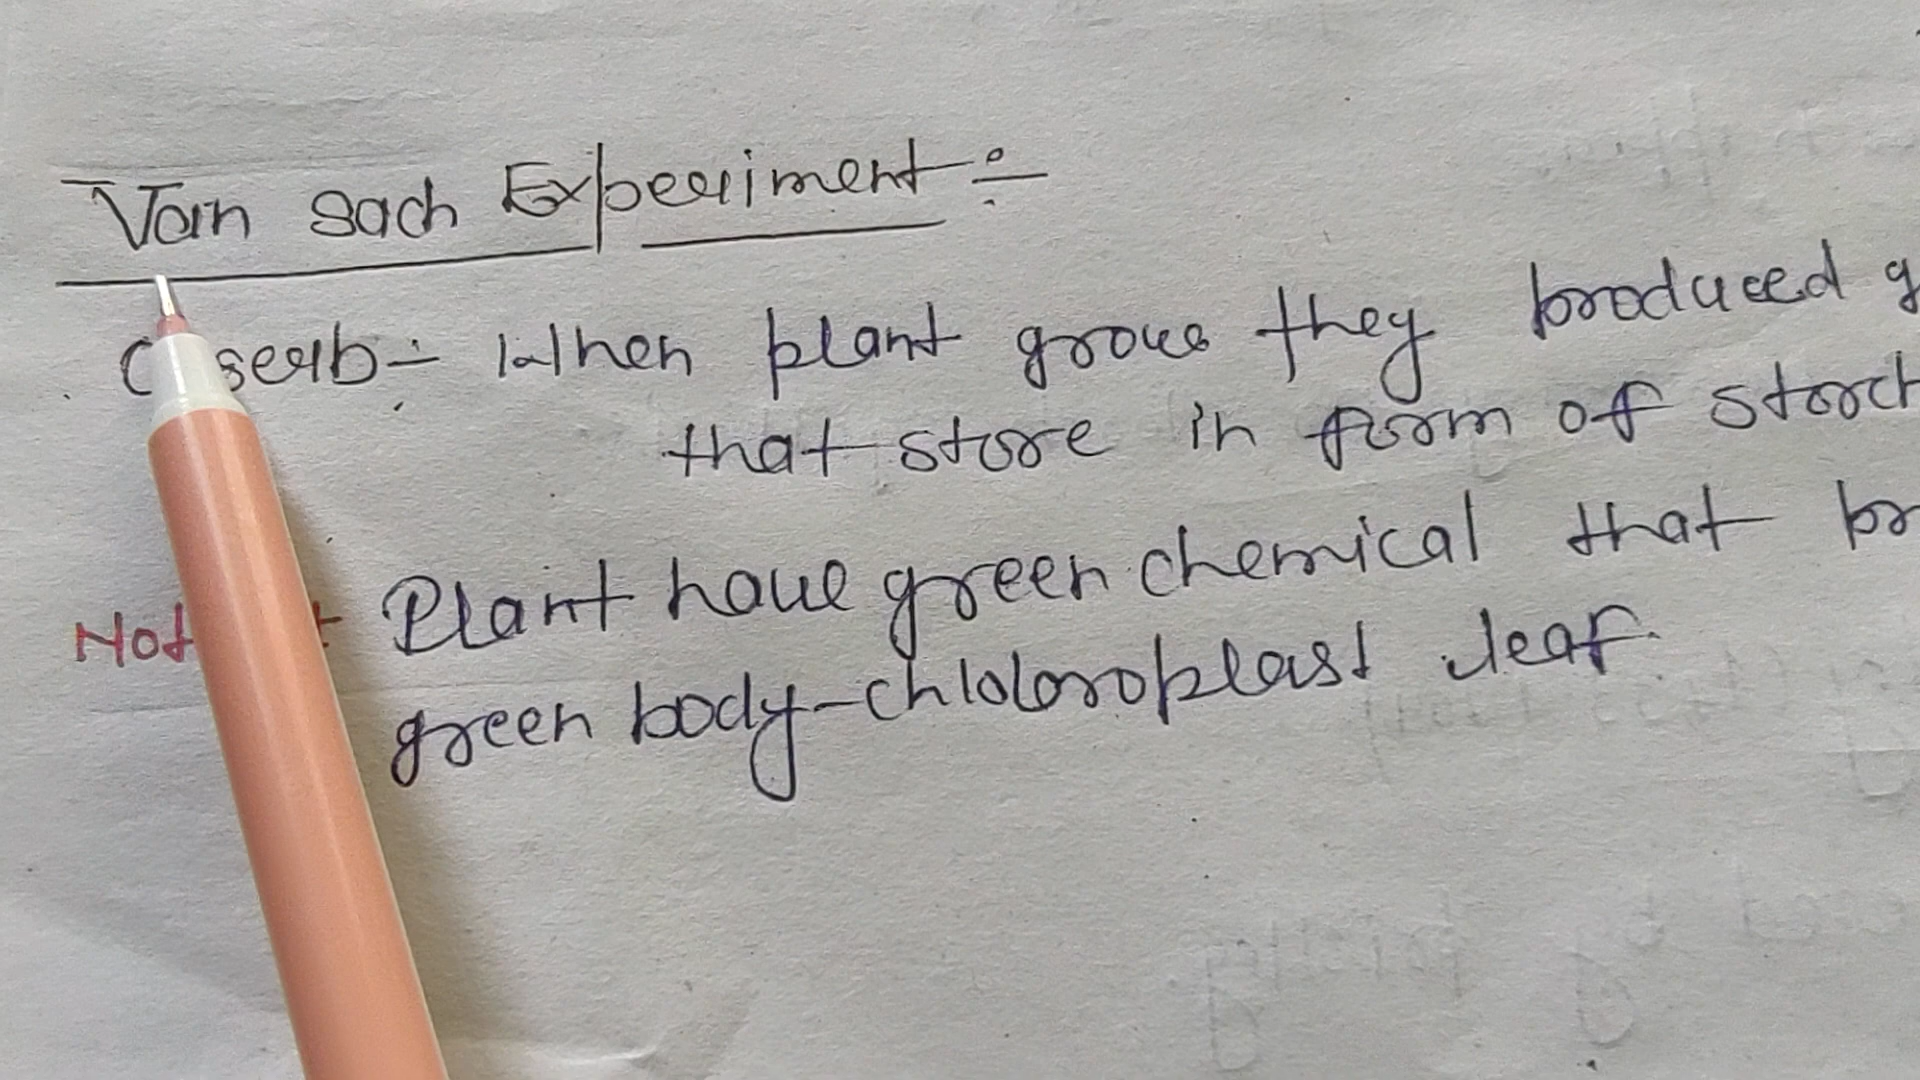 Van sach Experiment :-
serb :- When plant grows they produced g
that store in form of starch
Plant have green chemical that
green body-chloloroplast leaf